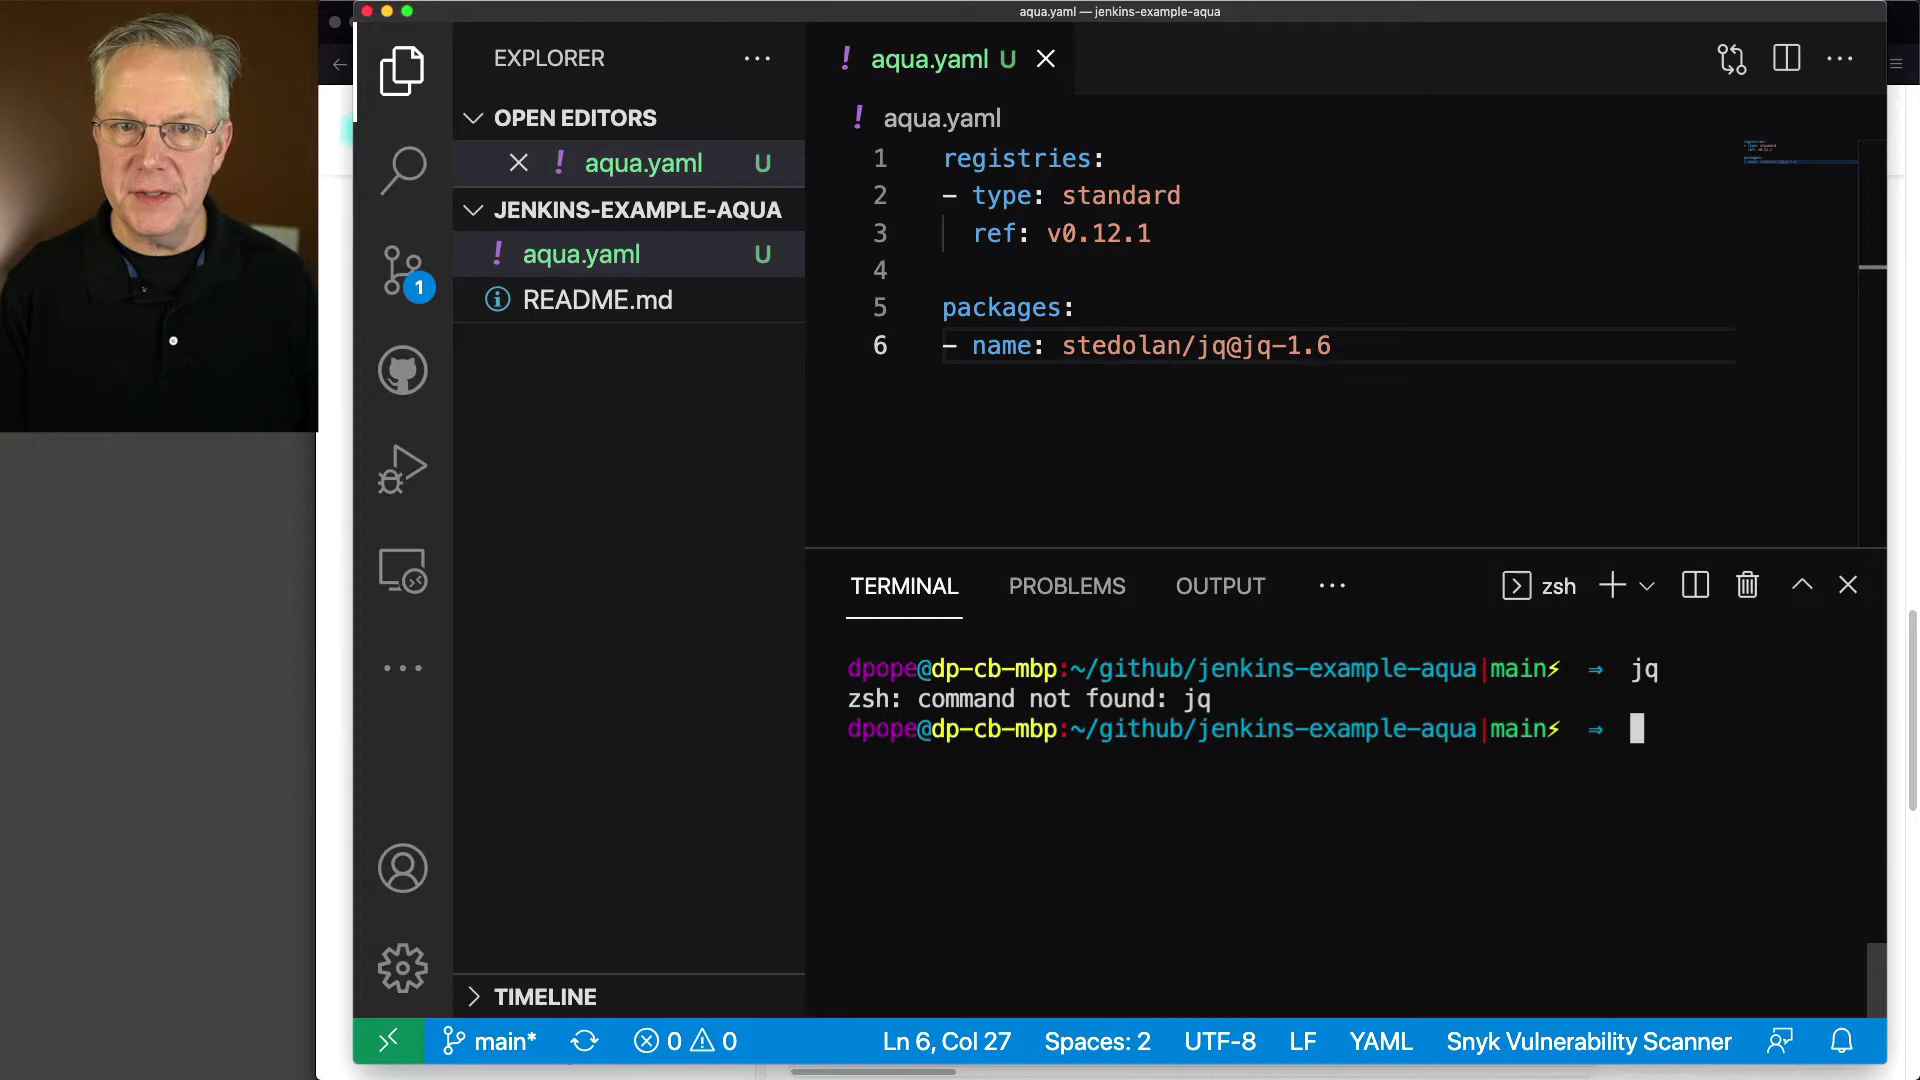 aqua.yaml — jenkins-example-aqua
EXPLORER
OPEN EDITORS
aqua.yaml U
JENKINS-EXAMPLE-AQUA
aqua.yaml U
README.md
1
TIMELINE
aqua.yaml U
aqua.yaml
1 registries:
2 - type: standard
3 ref: v0.12.1
4
5 packages:
6 - name: stedolan/jq@jq-1.6
TERMINAL PROBLEMS OUTPUT zsh
dpope@dp-cb-mbp:~/github/jenkins-example-aqua|main⚡ ⇒ jq
zsh: command not found: jq
dpope@dp-cb-mbp:~/github/jenkins-example-aqua|main⚡ ⇒
main* 0 0 Ln 6, Col 27 Spaces: 2 UTF-8 LF YAML Snyk Vulnerability Scanner